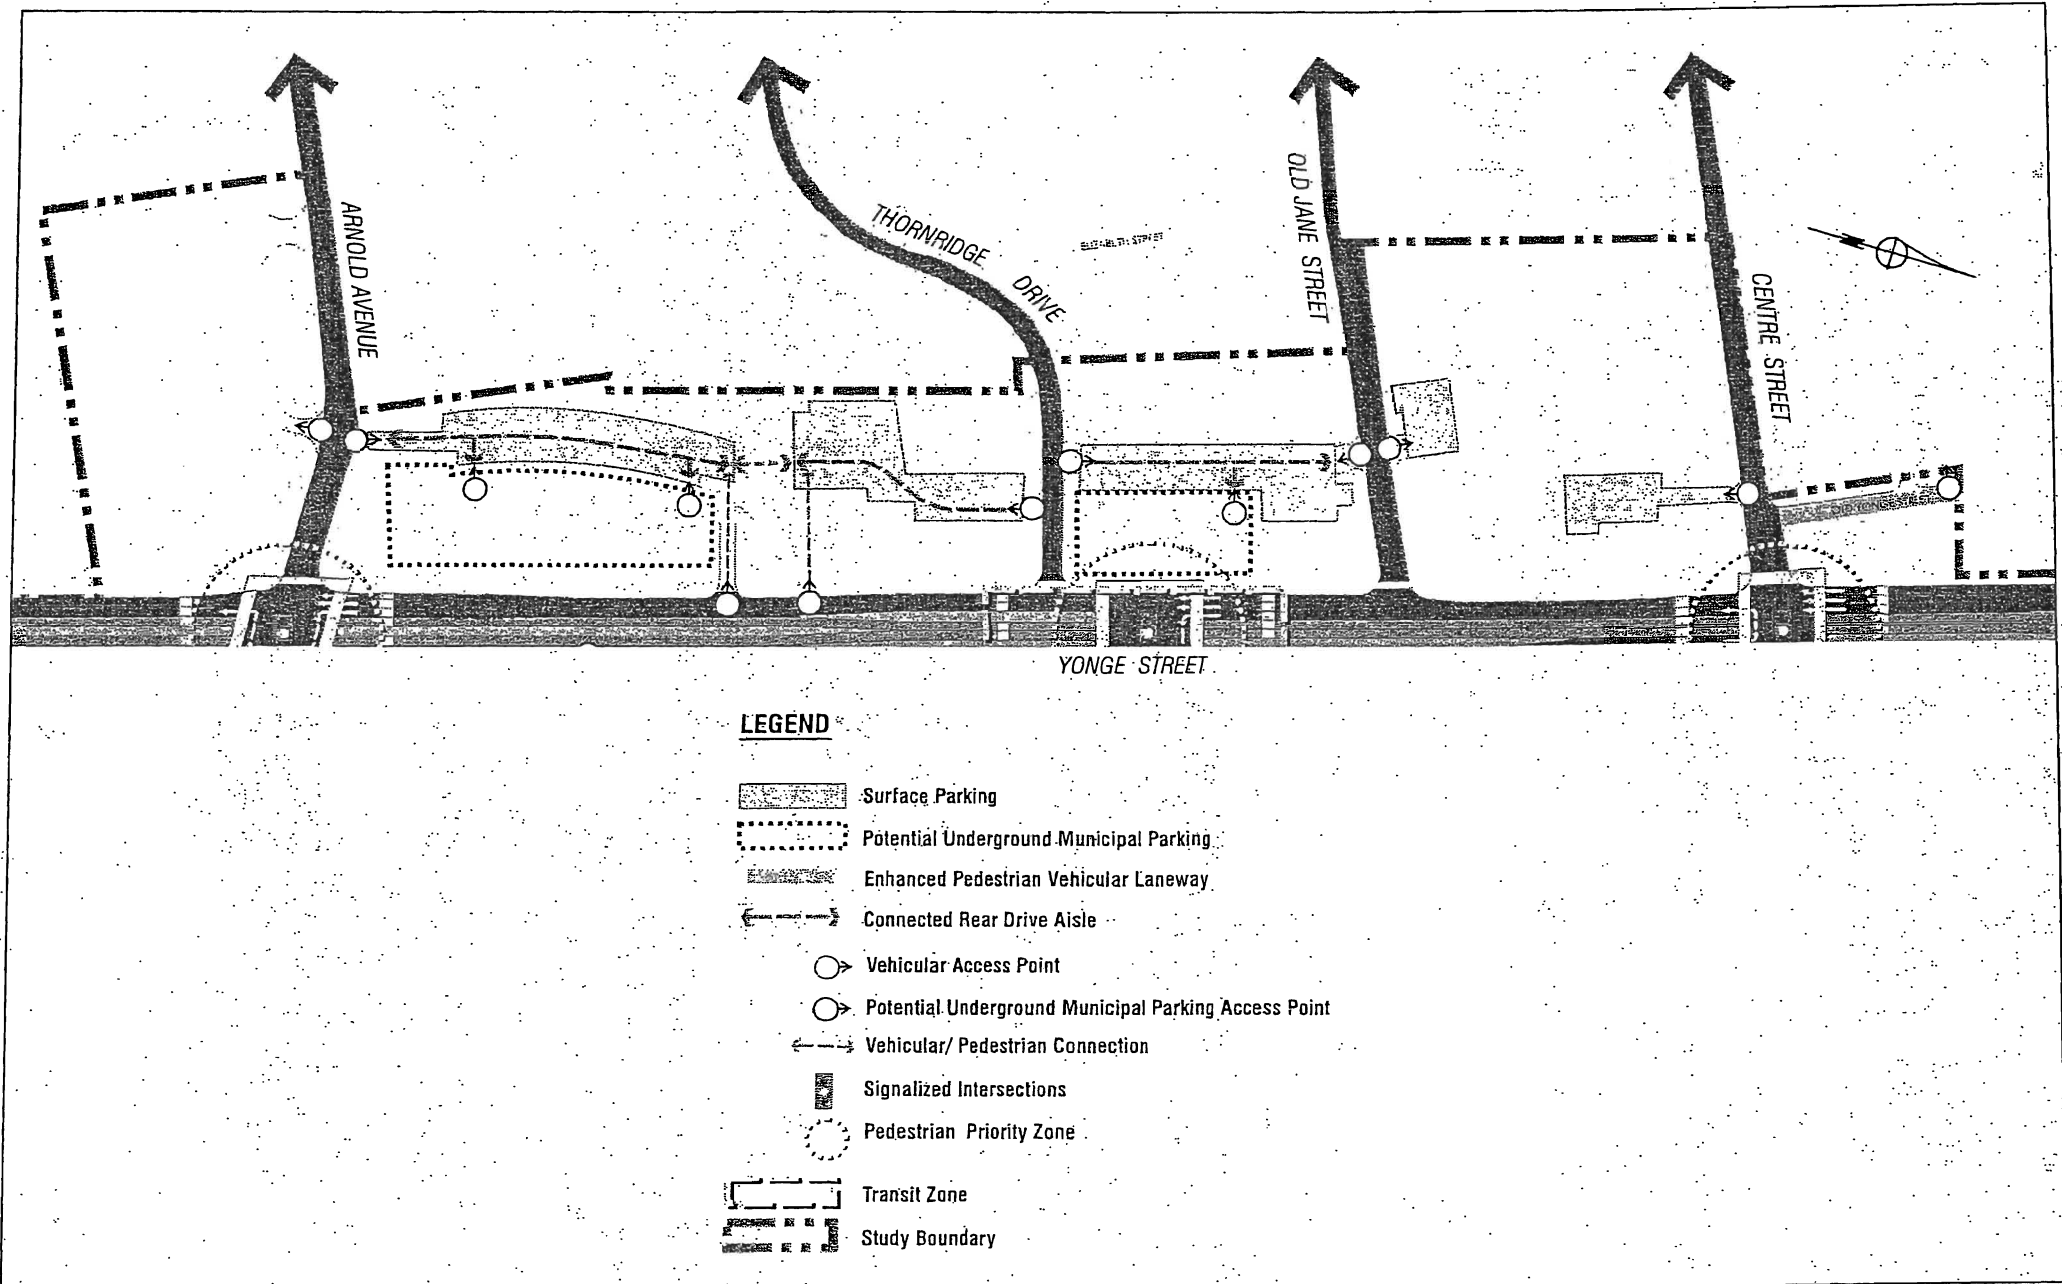 ARNOLD AVENUE
THORNRIDGE DRIVE
ELIZABETH STREET
OLD JANE STREET
CENTRE STREET
YONGE STREET
LEGEND
Surface Parking
Potential Underground Municipal Parking
Enhanced Pedestrian Vehicular Laneway
Connected Rear Drive Aisle
Vehicular Access Point
Potential Underground Municipal Parking Access Point
Vehicular/ Pedestrian Connection
Signalized Intersections
Pedestrian Priority Zone
Transit Zone
Study Boundary